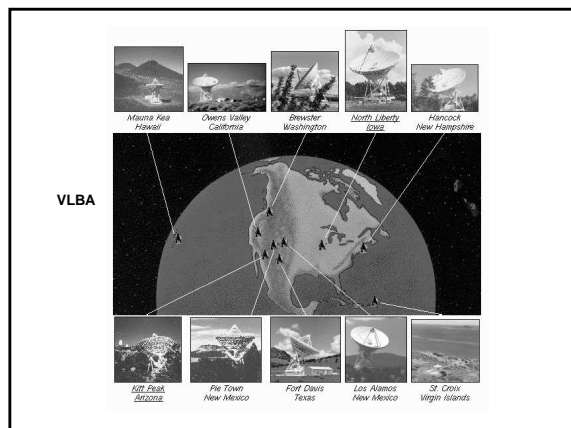 Mauna Kea
Hawaii
Owens Valley
California
Brewster
Washington
North Liberty
Iowa
Hancock
New Hampshire
VLBA
Kitt Peak
Arizona
Pie Town
New Mexico
Fort Davis
Texas
Los Alamos
New Mexico
St. Croix
Virgin Islands